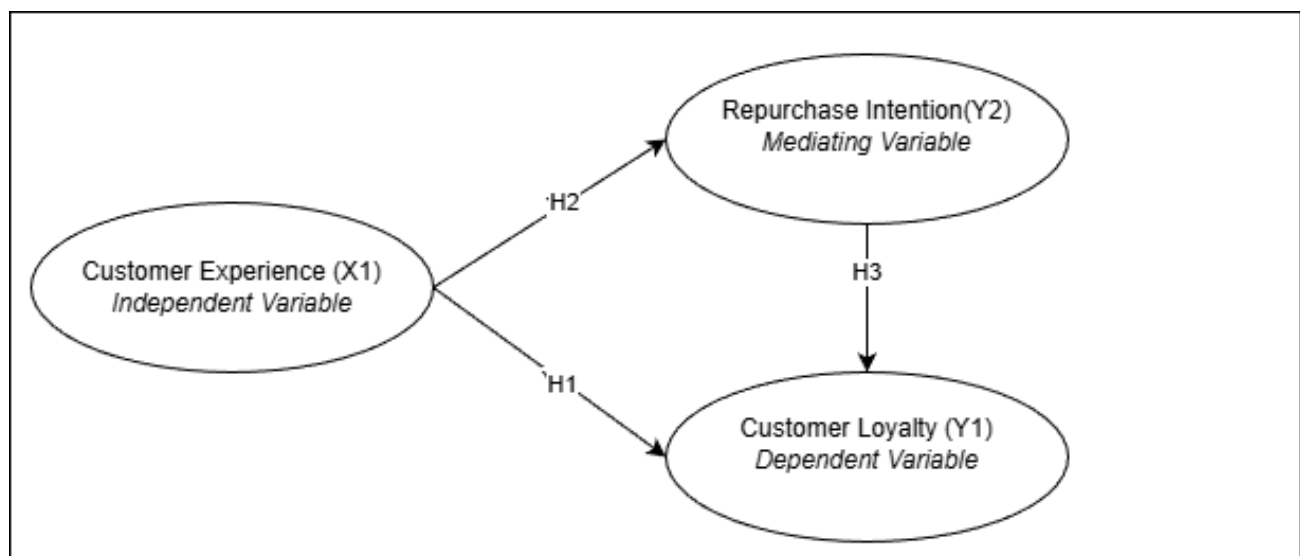 Repurchase Intention(Y2)
Mediating Variable
H2
Customer Experience (X1)
Independent Variable
H3
H1
Customer Loyalty (Y1)
Dependent Variable